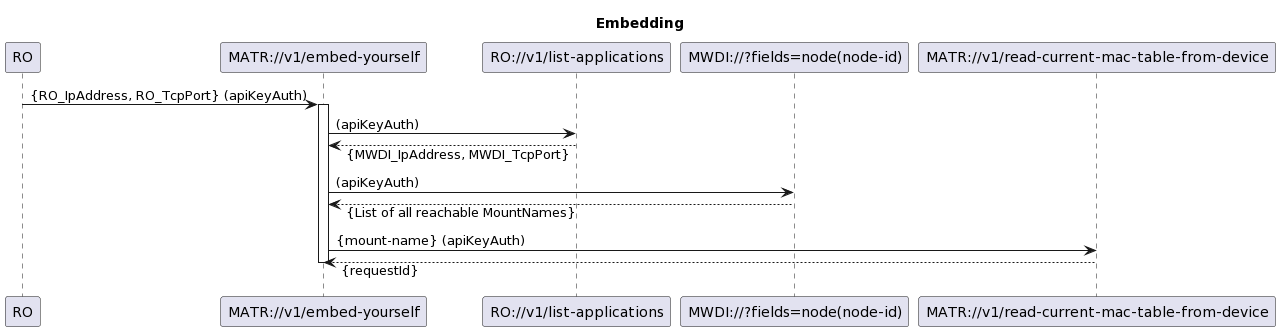 Embedding
RO
MATR://v1/embed-yourself
RO://v1/list-applications
MWDI://?fields=node(node-id)
MATR://v1/read-current-mac-table-from-device
{RO_IpAddress, RO_TcpPort} (apiKeyAuth)
(apiKeyAuth)
{MWDI_IpAddress, MWDI_TcpPort}
(apiKeyAuth)
{List of all reachable MountNames}
{mount-name} (apiKeyAuth)
{requestId}
RO
MATR://v1/embed-yourself
RO://v1/list-applications
MWDI://?fields=node(node-id)
MATR://v1/read-current-mac-table-from-device